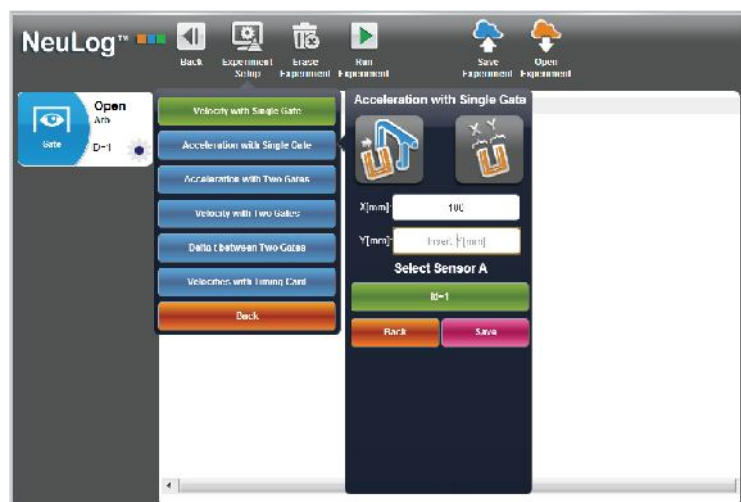 NeuLog™
Back
Experiment
Setup
Erase
Experiment
Run
Experiment
Save
Experiment
Open
Experiment
Open
Arb
Gate
Velocity with Single Gate
Acceleration with Single Gate
Acceleration with Two Gates
Velocity with Two Gates
Delta t between Two Gates
Velocities with Timing Card
Back
Acceleration with Single Gate
X Y
X[mm]:
Y[mm]:
Insert Y[mm]
Select Sensor A
Id=1
Back
Save